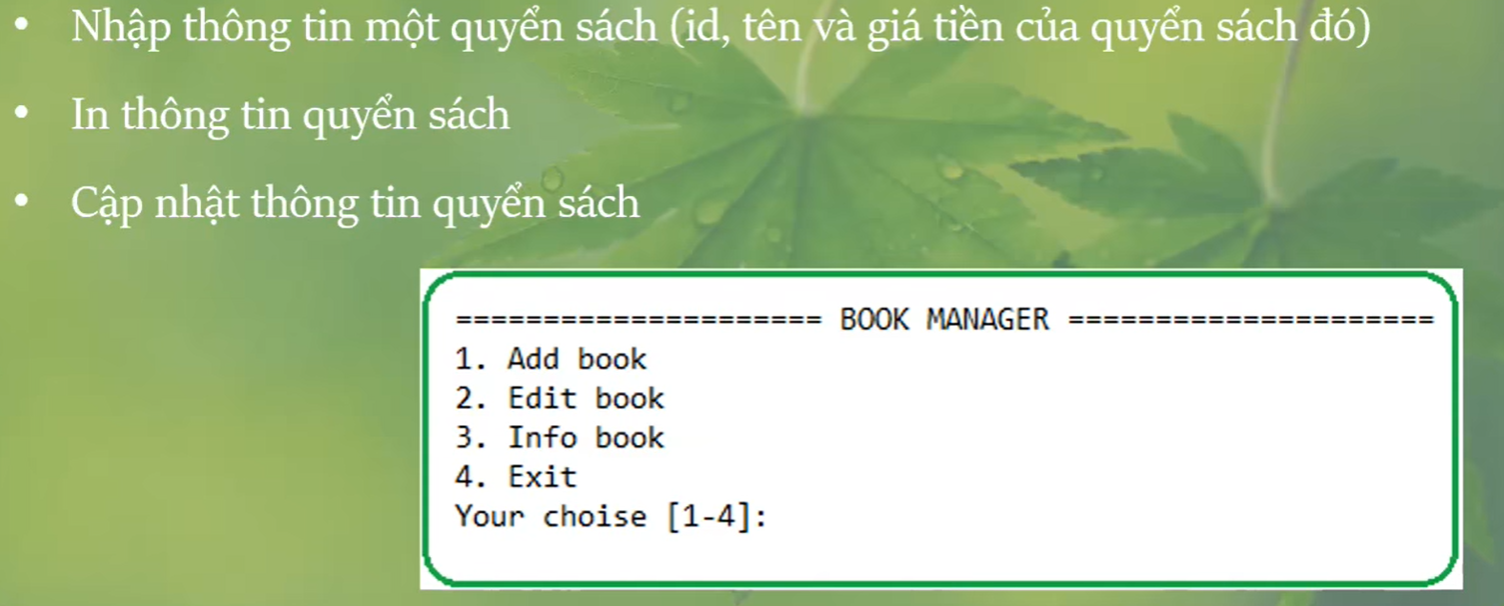 • Nhập thông tin một quyển sách (id, tên và giá tiền của quyển sách đó)
• In thông tin quyển sách
• Cập nhật thông tin quyển sách
===================== BOOK MANAGER =====================
1. Add book
2. Edit book
3. Info book
4. Exit
Your choise [1-4]: